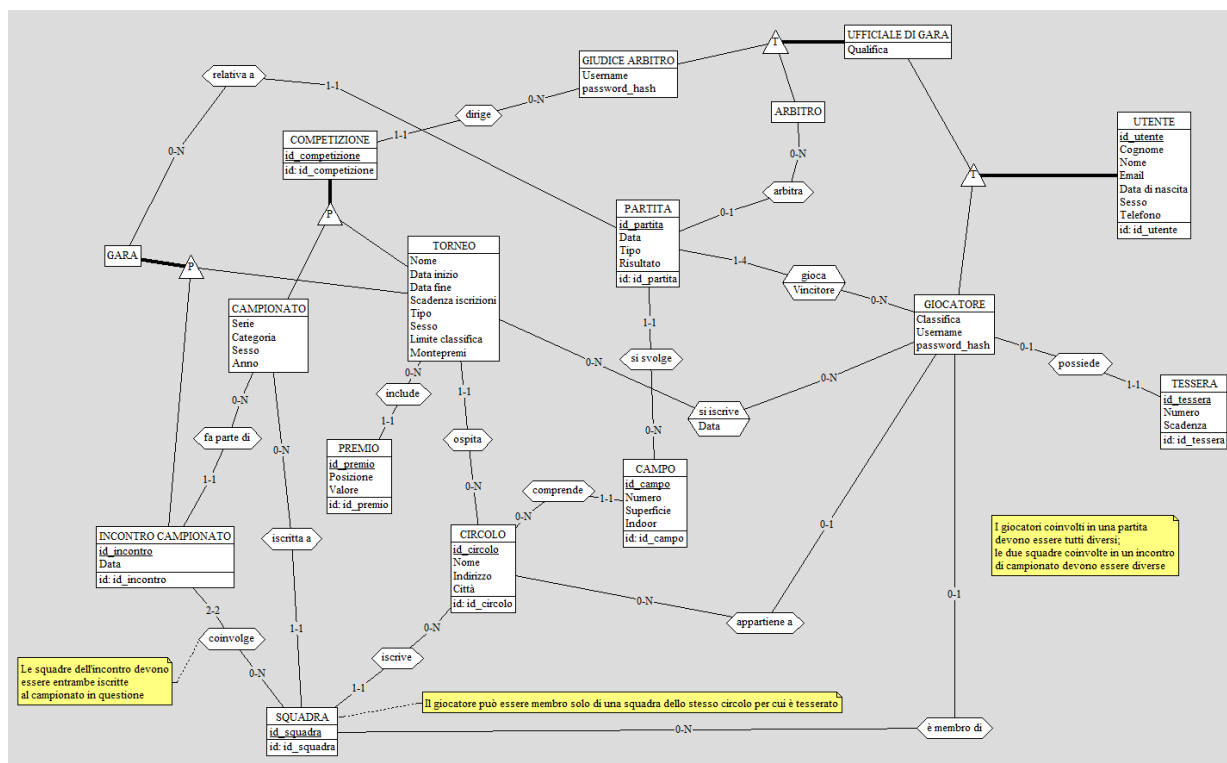 UFFICIALE DI GARA
Qualifica
T
GIUDICE ARBITRO
Username
password_hash
relativa a
1-1
0-N
dirige
1-1
ARBITRO
COMPETIZIONE
id_competizione
id: id_competizione
UTENTE
id_utente
Cognome
Nome
Email
Data di nascita
Sesso
Telefono
id: id_utente
0-N
0-N
T
arbitra
P
PARTITA
id_partita
Data
Tipo
Risultato
id: id_partita
0-1
GARA
P
TORNEO
Nome
Data inizio
Data fine
Scadenza iscrizioni
Tipo
Sesso
Limite classifica
Montepremi
1-4
gioca
Vincitore
0-N
CAMPIONATO
Serie
Categoria
Sesso
Anno
GIOCATORE
Classifica
Username
password_hash
1-1
0-1
possiede
1-1
si svolge
0-N
0-N
0-N
0-N
include
1-1
TESSERA
id_tessera
Numero
Scadenza
id: id_tessera
0-N
si iscrive
Data
1-1
fa parte di
ospita
PREMIO
id_premio
Posizione
Valore
id: id_premio
0-N
1-1
0-N
0-N
comprende
1-1
CAMPO
id_campo
Numero
Superficie
Indoor
id: id_campo
0-N
INCONTRO CAMPIONATO
id_incontro
Data
id: id_incontro
iscritta a
CIRCOLO
id_circolo
Nome
Indirizzo
Città
id: id_circolo
0-1
I giocatori coinvolti in una partita
devono essere tutti diversi;
le due squadre coinvolte in un incontro
di campionato devono essere diverse
0-1
2-2
0-N
appartiene a
1-1
coinvolge
0-N
iscrive
Le squadre dell'incontro devono
essere entrambe iscritte
al campionato in questione
0-N
1-1
Il giocatore può essere membro solo di una squadra dello stesso circolo per cui è tesserato
SQUADRA
id_squadra
id: id_squadra
0-N
è membro di